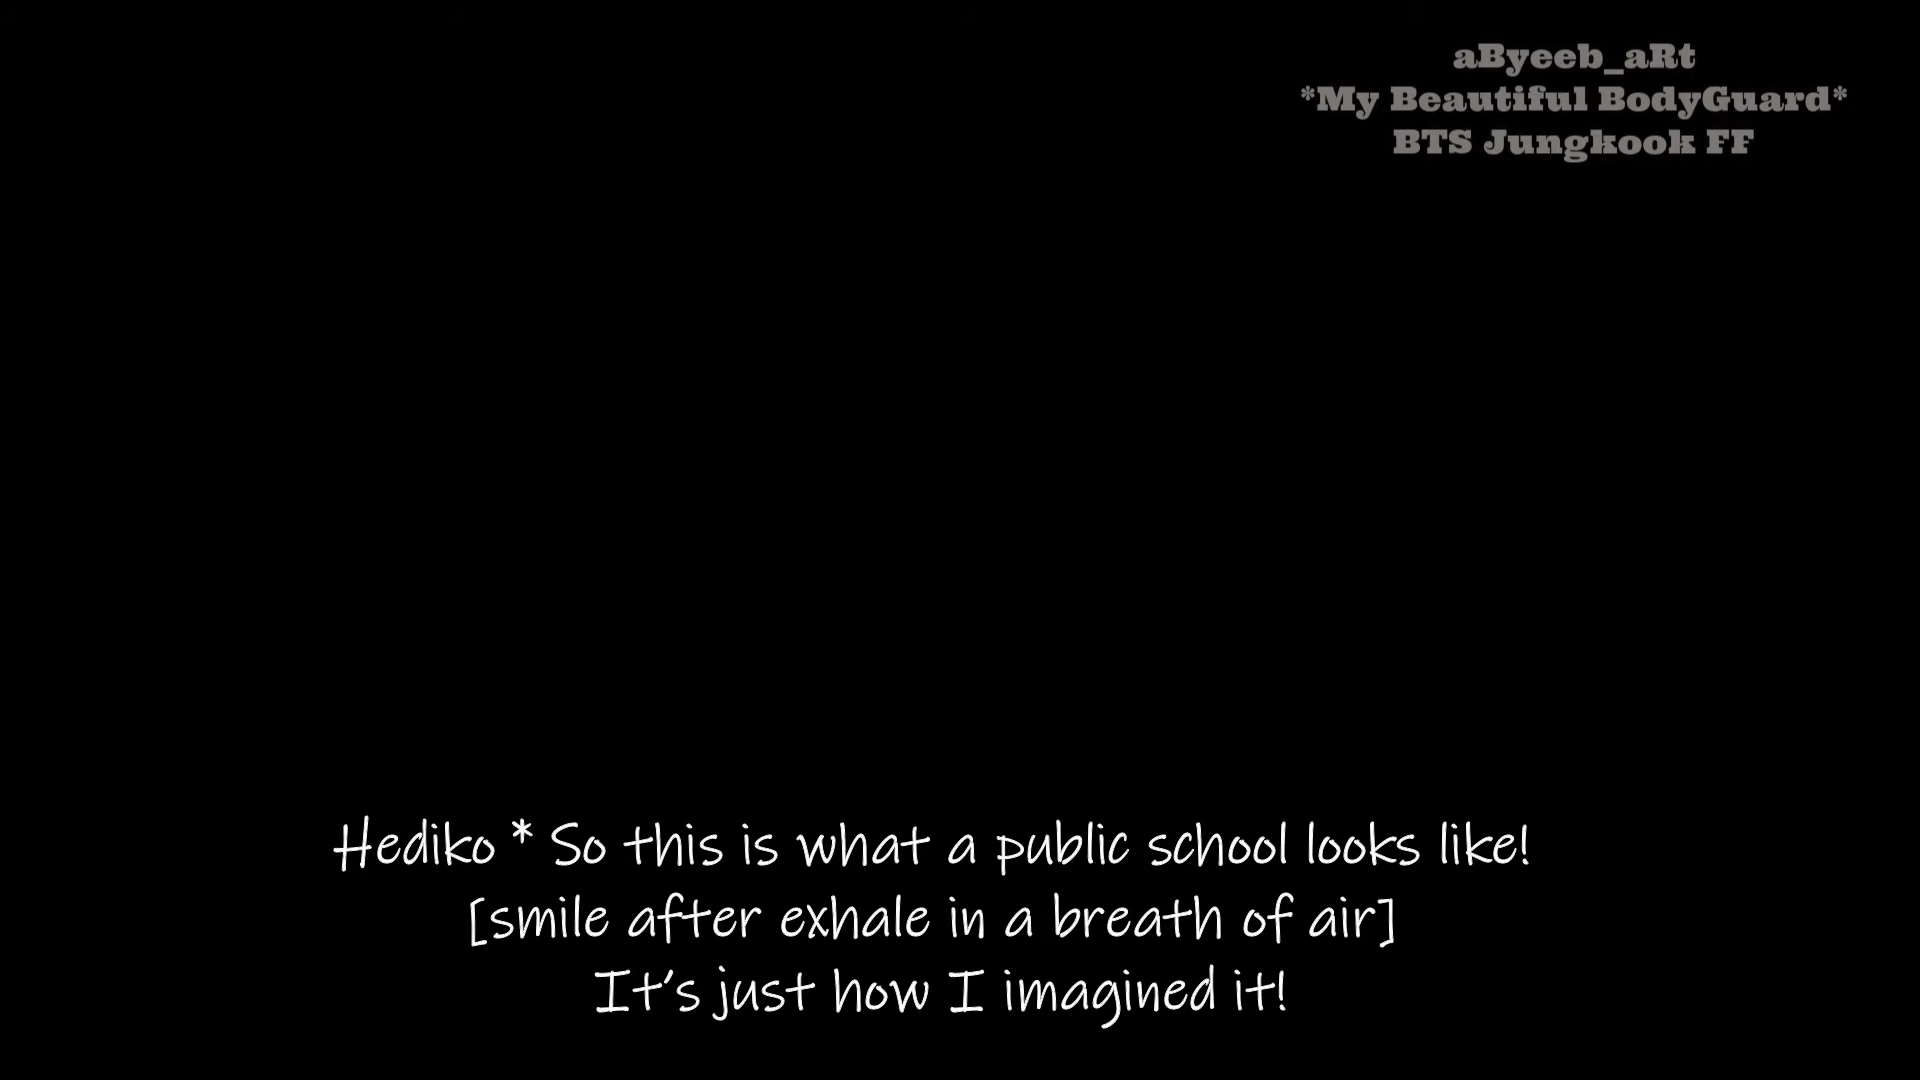 aByeeb_aRt
*My Beautiful BodyGuard*
BTS Jungkook FF
Hediko * So this is what a public school looks like!
[smile after exhale in a breath of air]
It's just how I imagined it!